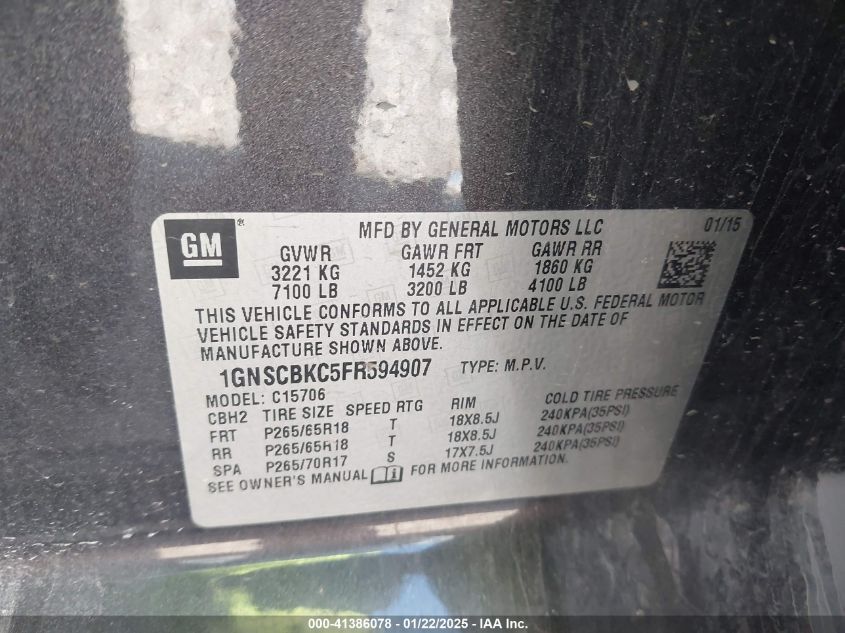 GM ® MFD BY GENERAL MOTORS LLC 01/15
GVWR GAWR FRT GAWR RR
3221 KG 1452 KG 1860 KG
7100 LB 3200 LB 4100 LB
THIS VEHICLE CONFORMS TO ALL APPLICABLE U.S. FEDERAL MOTOR
VEHICLE SAFETY STANDARDS IN EFFECT ON THE DATE OF
MANUFACTURE SHOWN ABOVE.
1GNSCBKC5FR594907 TYPE: M.P.V.
MODEL: C15706
CBH2 TIRE SIZE SPEED RTG RIM COLD TIRE PRESSURE
FRT P265/65R18 T 18X8.5J 240KPA(35PSI)
RR P265/65R18 T 18X8.5J 240KPA(35PSI)
SPA P265/70R17 S 17X7.5J 240KPA(35PSI)
SEE OWNER'S MANUAL FOR MORE INFORMATION.
000-41386078 - 01/22/2025 - IAA Inc.